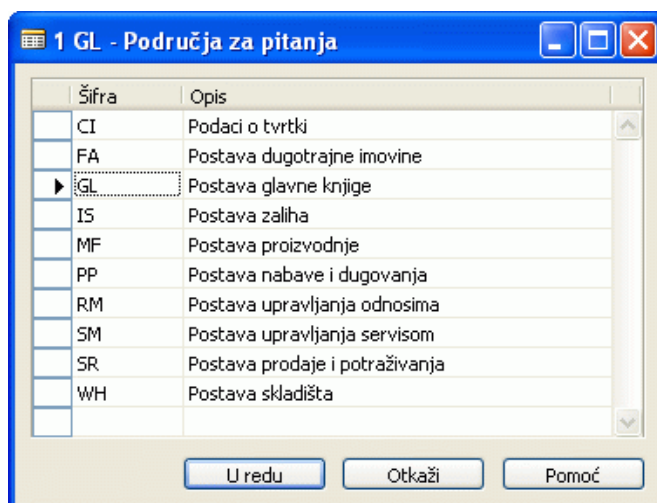 1 GL - Područja za pitanja
Šifra Opis
CI Podaci o tvrtki
FA Postava dugotrajne imovine
GL Postava glavne knjige
IS Postava zaliha
MF Postava proizvodnje
PP Postava nabave i dugovanja
RM Postava upravljanja odnosima
SM Postava upravljanja servisom
SR Postava prodaje i potraživanja
WH Postava skladišta
U redu Otkaži Pomoć